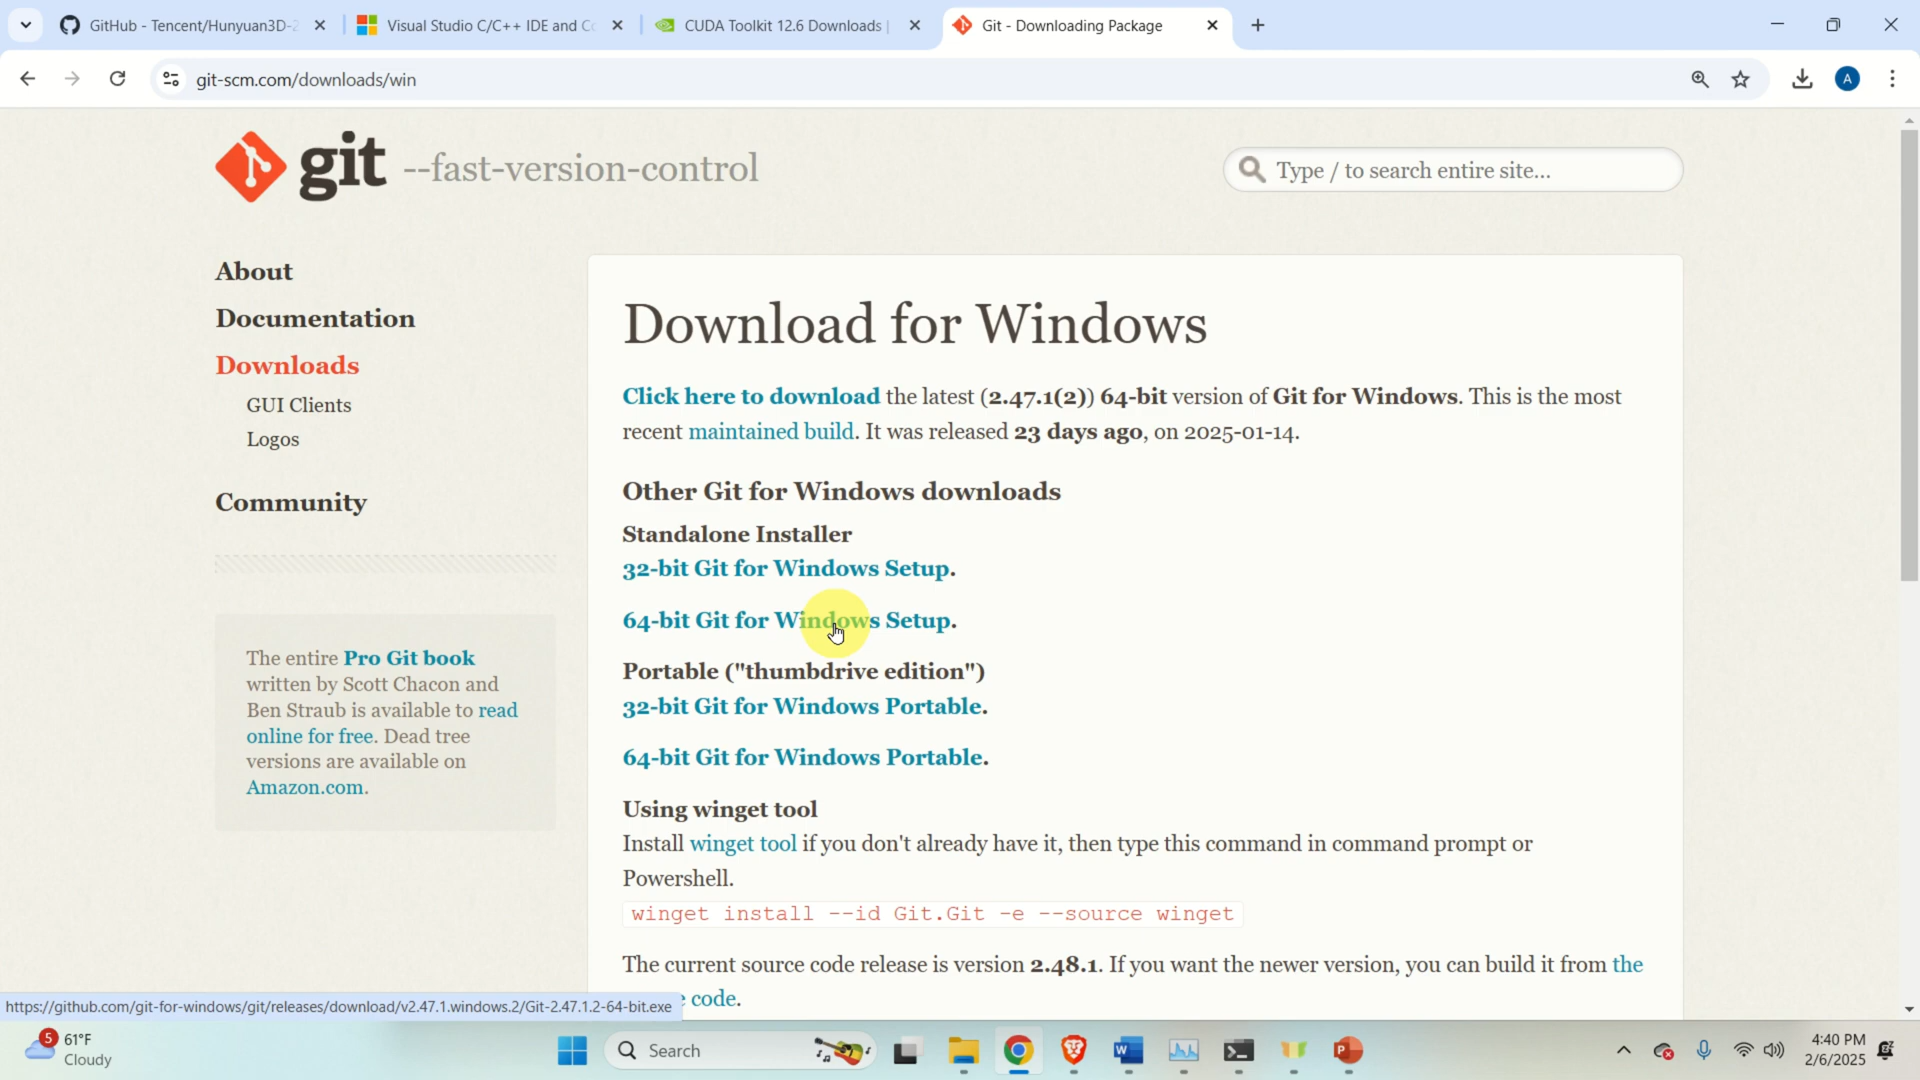 GitHub - Tencent/Hunyuan3D-2
Visual Studio C/C++ IDE and Co
CUDA Toolkit 12.6 Downloads |
Git - Downloading Package
git-scm.com/downloads/win
A
git --fast-version-control
Type / to search entire site...
About
Documentation
Downloads
GUI Clients
Logos
Community
The entire Pro Git book
written by Scott Chacon and
Ben Straub is available to read
online for free. Dead tree
versions are available on
Amazon.com.
Download for Windows
Click here to download the latest (2.47.1(2)) 64-bit version of Git for Windows. This is the most
recent maintained build. It was released 23 days ago, on 2025-01-14.
Other Git for Windows downloads
Standalone Installer
32-bit Git for Windows Setup.
64-bit Git for Windows Setup.
Portable ("thumbdrive edition")
32-bit Git for Windows Portable.
64-bit Git for Windows Portable.
Using winget tool
Install winget tool if you don't already have it, then type this command in command prompt or
Powershell.
winget install --id Git.Git -e --source winget
The current source code release is version 2.48.1. If you want the newer version, you can build it from the
code.
https://github.com/git-for-windows/git/releases/download/v2.47.1.windows.2/Git-2.47.1.2-64-bit.exe
5
61°F
Cloudy
Search
W
P
4:40 PM
2/6/2025